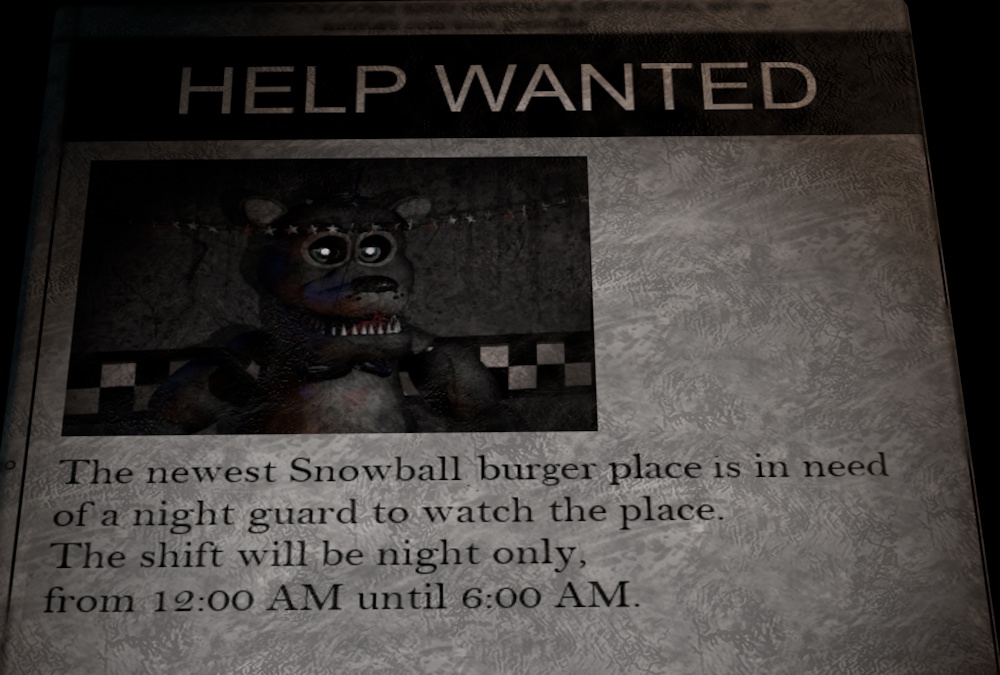 HELP WANTED
The newest Snowball burger place is in need
of a night guard to watch the place.
The shift will be night only,
from 12:00 AM until 6:00 AM.